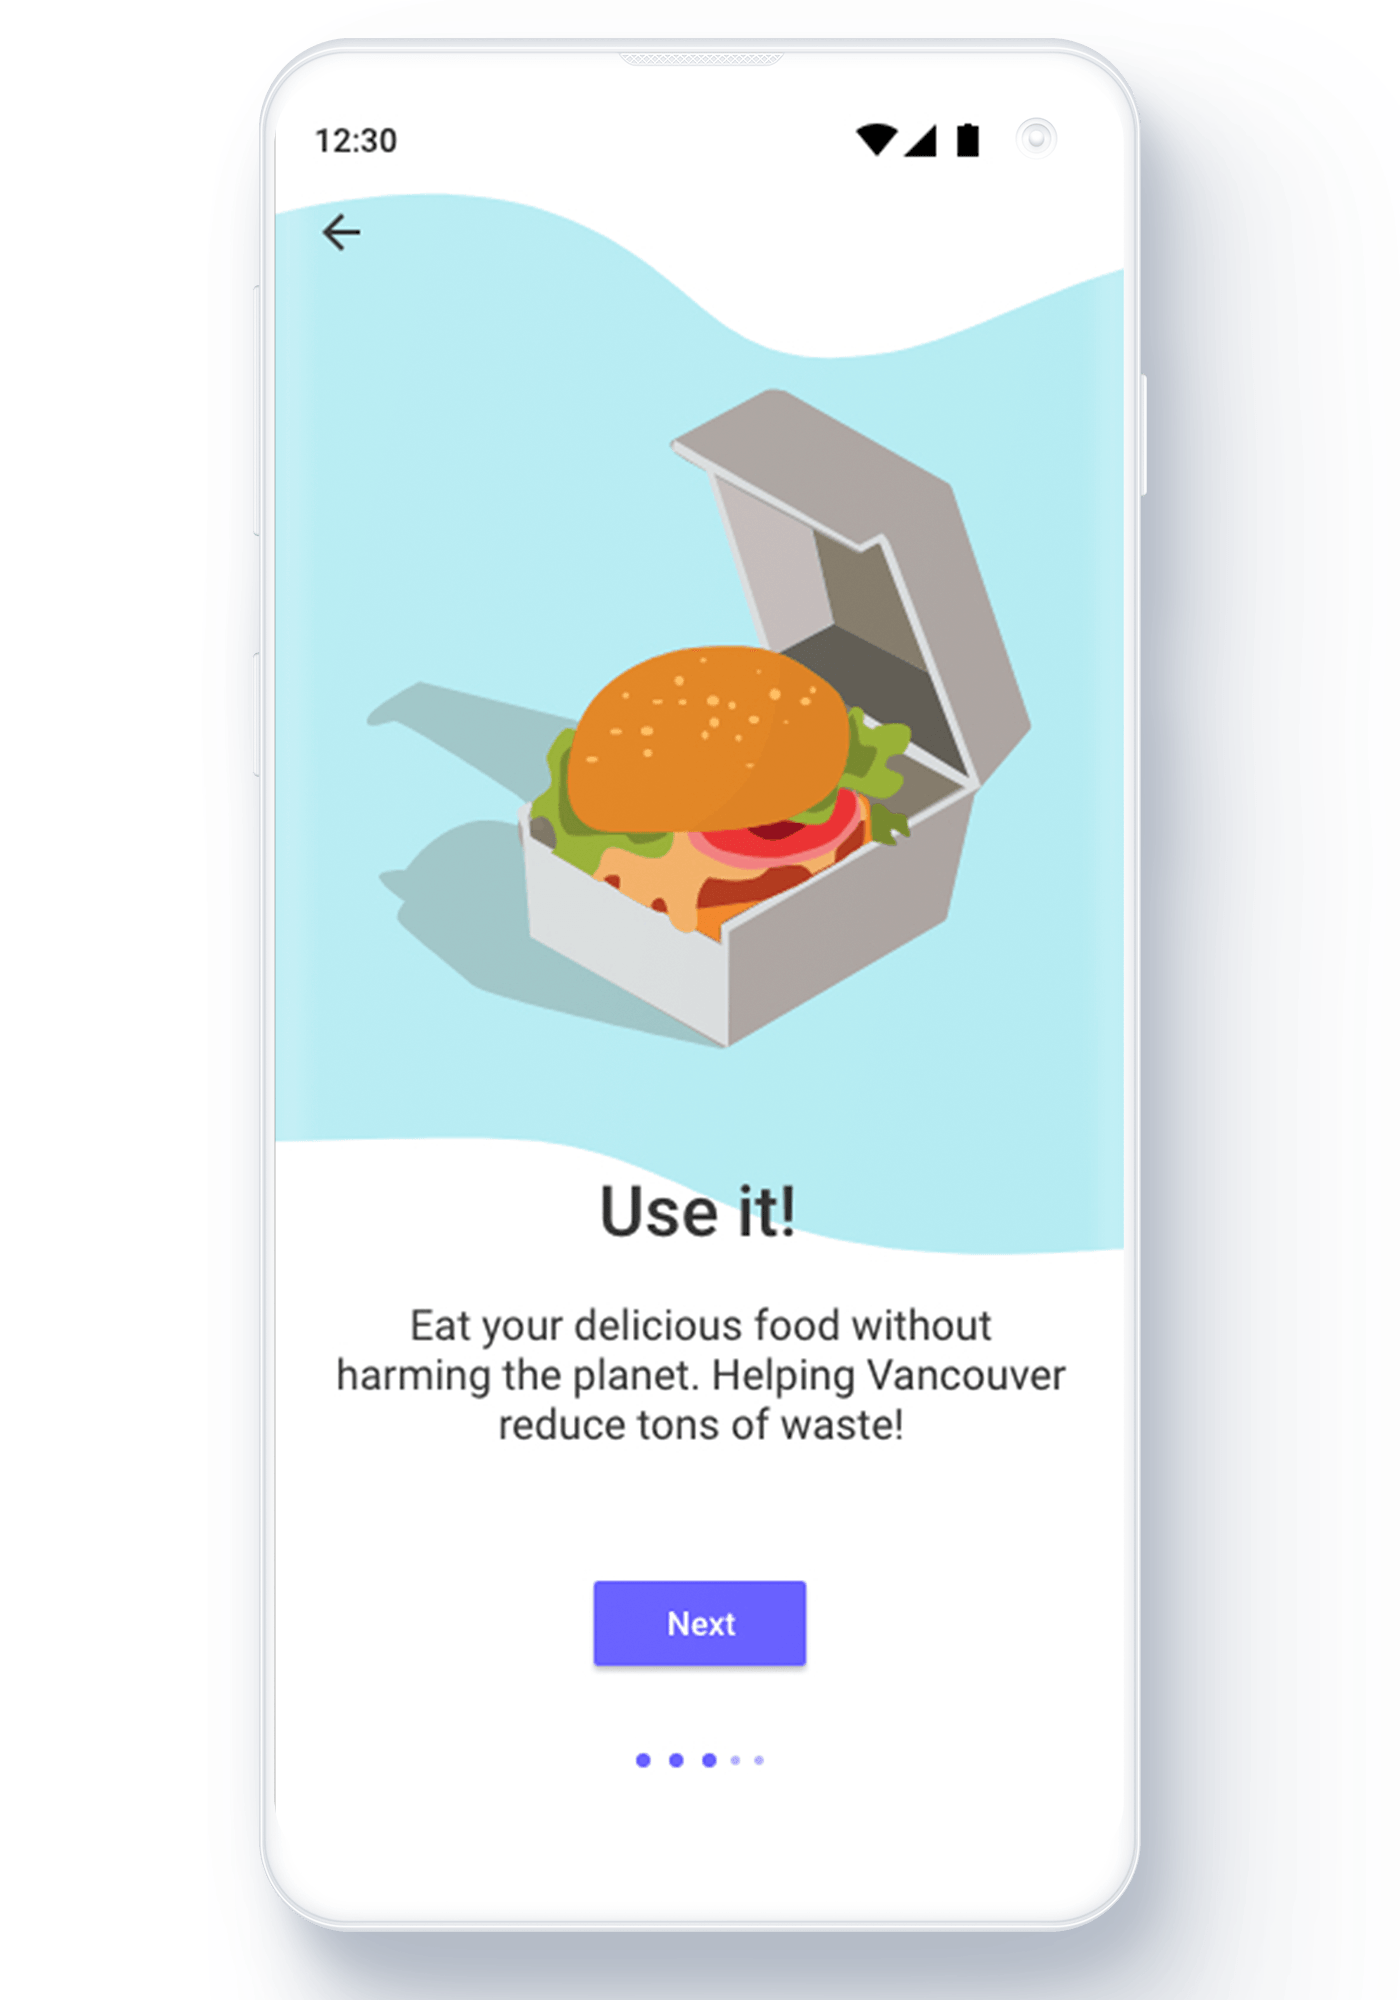 12:30
Use it!
Eat your delicious food without
harming the planet. Helping Vancouver
reduce tons of waste!
Next